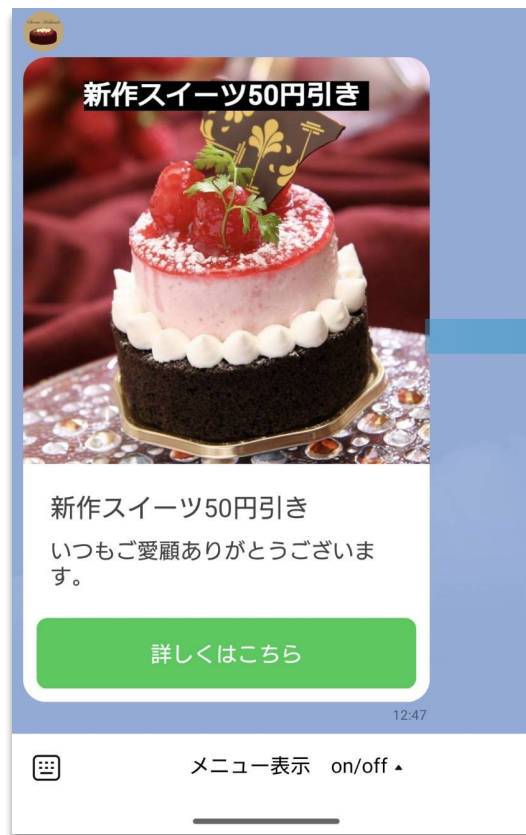 新作スイーツ50円引き
新作スイーツ50円引き
いつもご愛顧ありがとうございま
す。
詳しくはこちら
12:47
メニュー表示 on/off